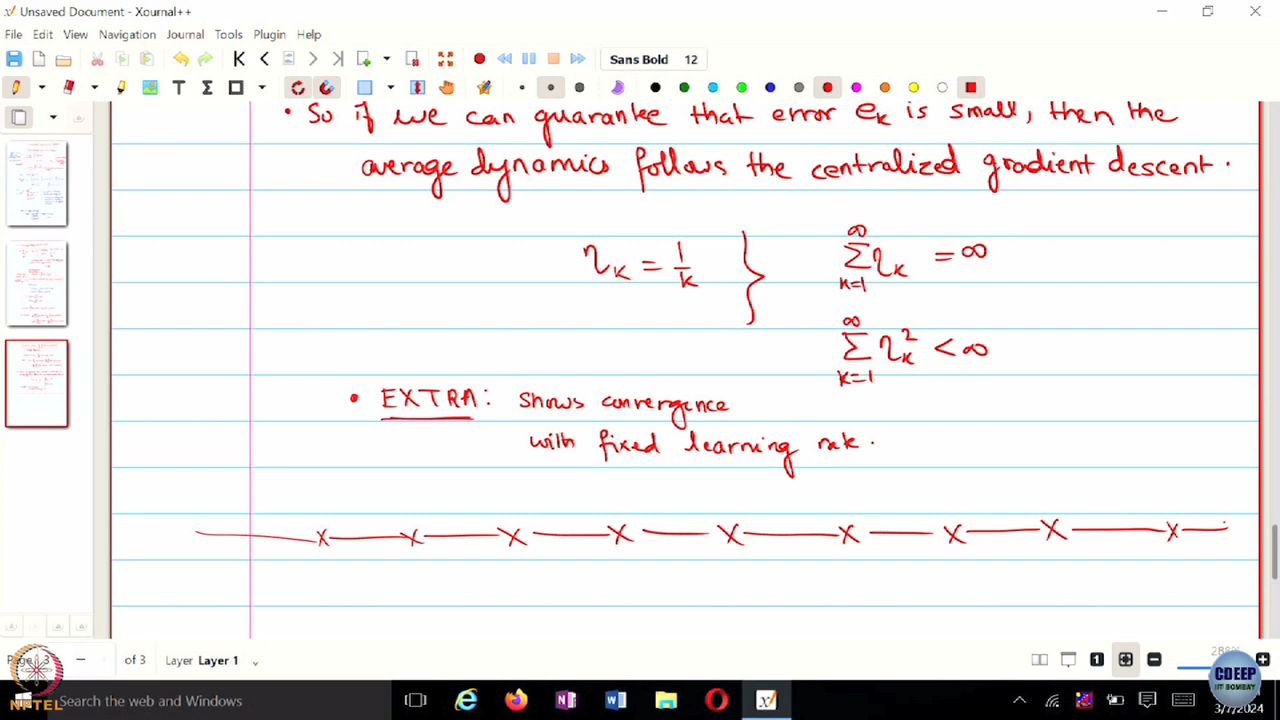 Unsaved Document - Xournal++
File Edit View Navigation Journal Tools Plugin Help
Sans Bold 12
• So if we can guarantee that error e_k is small, then the
average dynamics follows the centralized gradient descent.
η_k = 1/k } ∞ ∑ k=1 η_k = ∞
∞ ∑ k=1 η_k^2 < ∞
• EXTRA: shows convergence
with fixed learning rate.
x x x x x x x x x
of 3 Layer Layer 1
288%
CDEEP
IIT BOMBAY
NPTEL
Search the web and Windows
3/7/2024